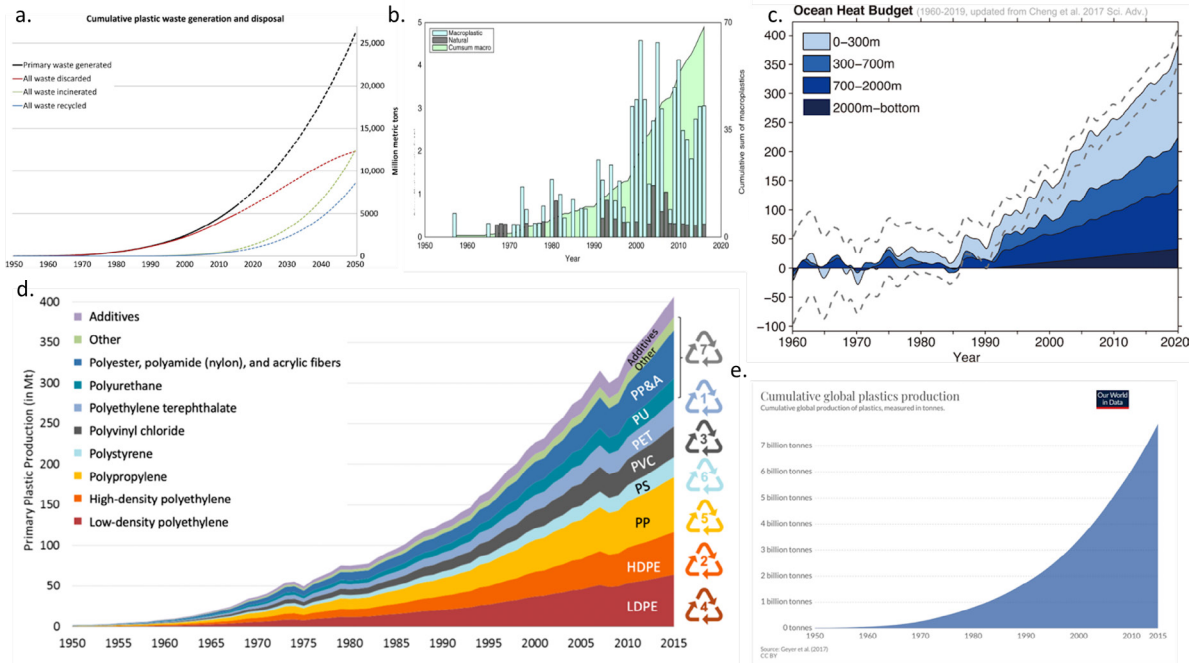 a.
Cumulative plastic waste generation and disposal
Primary waste generated
All waste discarded
All waste incinerated
All waste recycled
25,000
20,000
15,000
10,000
5000
0
Million metric tons
1950 1960 1970 1980 1990 2000 2010 2020 2030 2040 2050
b.
Macroplastic
Natural
Cumsum macro
5
4
3
2
1
0
70
35
0
Cumulative sum of macroplastics
1950 1960 1970 1980 1990 2000 2010 2020
Year
c.
Ocean Heat Budget (1960-2019, updated from Cheng et al. 2017 Sci. Adv.)
0-300m
300-700m
700-2000m
2000m-bottom
400
350
300
250
200
150
100
50
0
-50
-100
1960 1970 1980 1990 2000 2010 2020
Year
d.
Primary Plastic Production (in Mt)
400
350
300
250
200
150
100
50
0
Additives
Other
Polyester, polyamide (nylon), and acrylic fibers
Polyurethane
Polyethylene terephthalate
Polyvinyl chloride
Polystyrene
Polypropylene
High-density polyethylene
Low-density polyethylene
Additives
Other
PP&A
PU
PET
PVC
PS
PP
HDPE
LDPE
7
1
3
6
5
2
4
1950 1955 1960 1965 1970 1975 1980 1985 1990 1995 2000 2005 2010 2015
e.
Cumulative global plastics production
Cumulative global production of plastics, measured in tonnes.
Our World
in Data
7 billion tonnes
6 billion tonnes
5 billion tonnes
4 billion tonnes
3 billion tonnes
2 billion tonnes
1 billion tonnes
0 tonnes
1950 1960 1970 1980 1990 2000 2010 2015
Source: Geyer et al. (2017)
CC BY